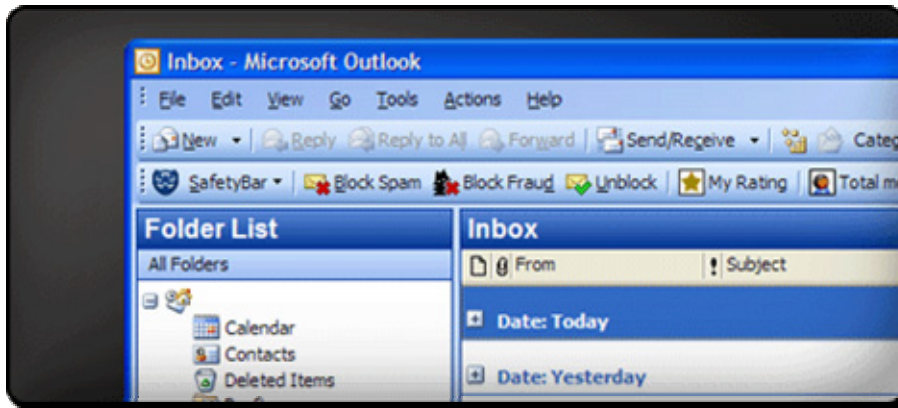 Inbox - Microsoft Outlook
File Edit View Go Tools Actions Help
New Reply Reply to All Forward Send/Receive
SafetyBar Block Spam Block Fraud Unblock My Rating Total
Folder List Inbox
All Folders From Subject
Date: Today
Calendar
Contacts
Deleted Items
Date: Yesterday